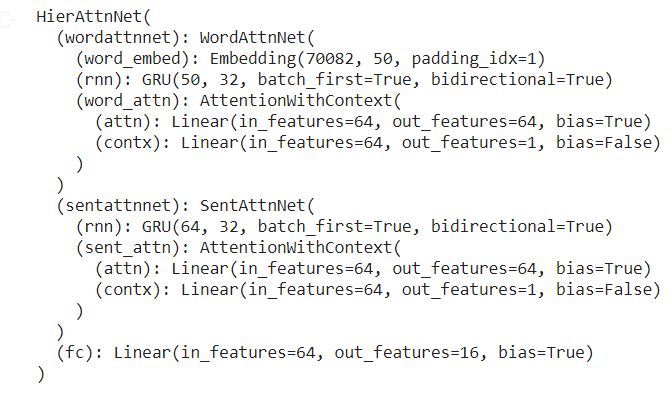 HierAttnNet(
  (wordattnnet): WordAttnNet(
    (word_embed): Embedding(70082, 50, padding_idx=1)
    (rnn): GRU(50, 32, batch_first=True, bidirectional=True)
    (word_attn): AttentionWithContext(
      (attn): Linear(in_features=64, out_features=64, bias=True)
      (contx): Linear(in_features=64, out_features=1, bias=False)
    )
  )
  (sentattnnet): SentAttnNet(
    (rnn): GRU(64, 32, batch_first=True, bidirectional=True)
    (sent_attn): AttentionWithContext(
      (attn): Linear(in_features=64, out_features=64, bias=True)
      (contx): Linear(in_features=64, out_features=1, bias=False)
    )
  )
  (fc): Linear(in_features=64, out_features=16, bias=True)
)